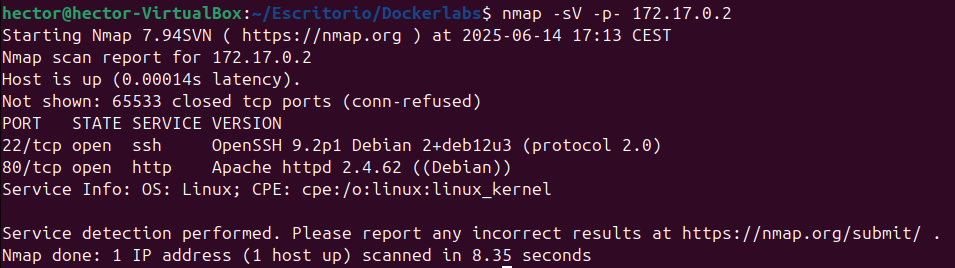 hector@hector-VirtualBox:~/Escritorio/Dockerlabs$ nmap -sV -p- 172.17.0.2
Starting Nmap 7.94SVN ( https://nmap.org ) at 2025-06-14 17:13 CEST
Nmap scan report for 172.17.0.2
Host is up (0.00014s latency).
Not shown: 65533 closed tcp ports (conn-refused)
PORT   STATE SERVICE VERSION
22/tcp open  ssh     OpenSSH 9.2p1 Debian 2+deb12u3 (protocol 2.0)
80/tcp open  http    Apache httpd 2.4.62 ((Debian))
Service Info: OS: Linux; CPE: cpe:/o:linux:linux_kernel

Service detection performed. Please report any incorrect results at https://nmap.org/submit/ .
Nmap done: 1 IP address (1 host up) scanned in 8.35 seconds